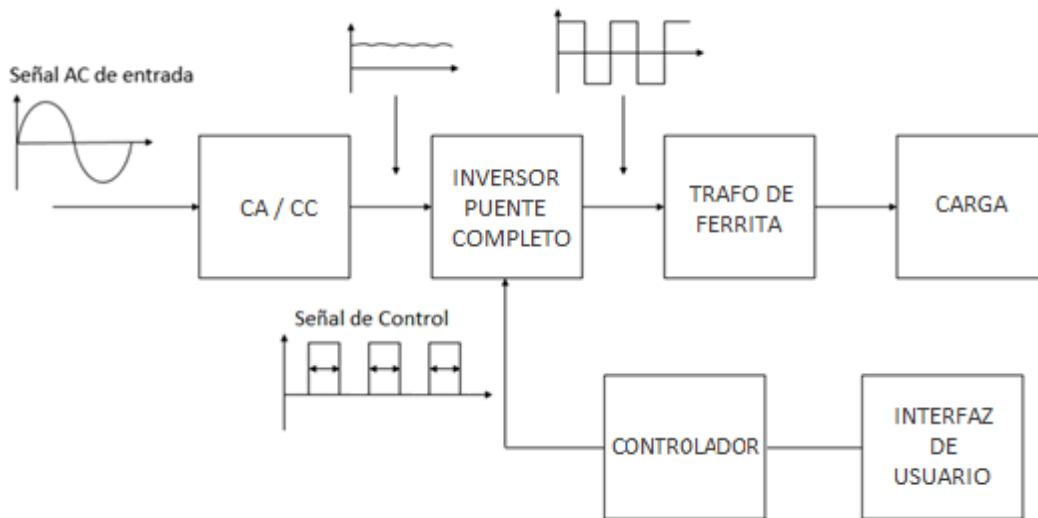 Señal AC de entrada
CA / CC
INVERSOR
PUENTE
COMPLETO
TRAFO DE
FERRITA
CARGA
Señal de Control
CONTROLADOR
INTERFAZ
DE
USUARIO